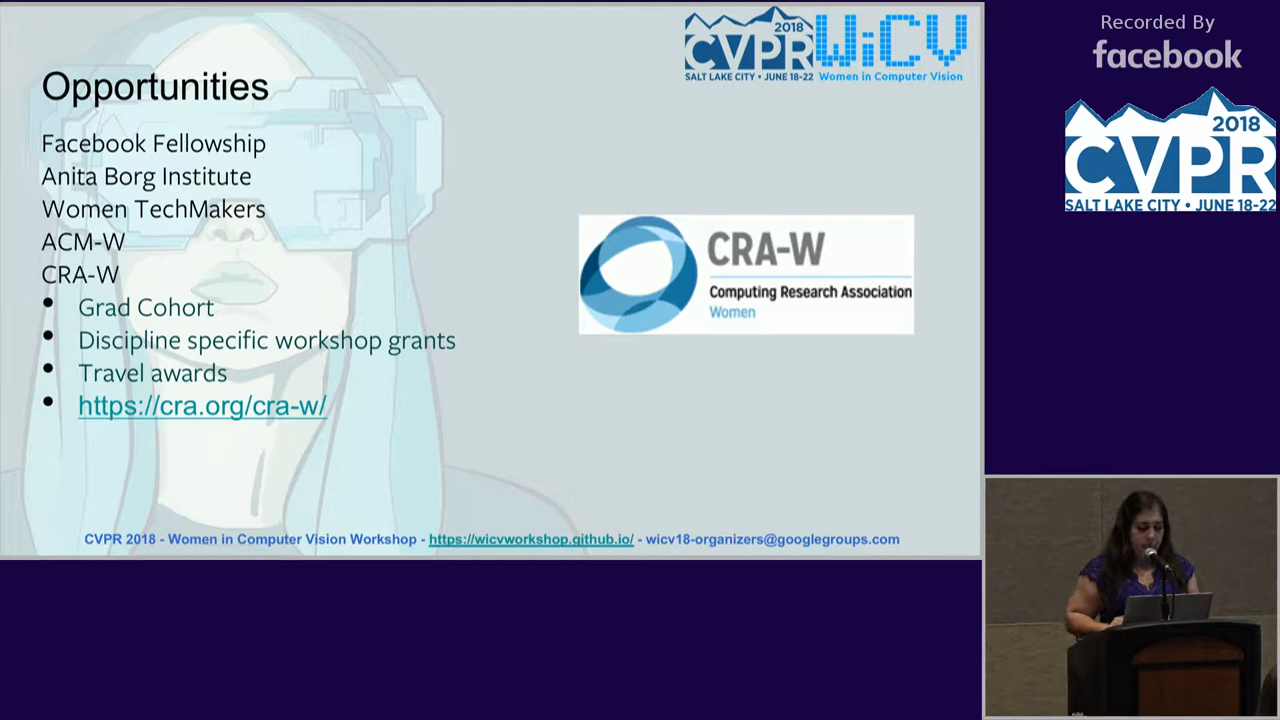 Opportunities
Facebook Fellowship
Anita Borg Institute
Women TechMakers
ACM-W
CRA-W
• Grad Cohort
• Discipline specific workshop grants
• Travel awards
• https://cra.org/cra-w/
2018
CVPR
SALT LAKE CITY • JUNE 18-22
WiCV
Women in Computer Vision
CRA-W
Computing Research Association
Women
CVPR 2018 - Women in Computer Vision Workshop - https://wicvworkshop.github.io/ - wicv18-organizers@googlegroups.com
Recorded By
facebook
2018
CVPR
SALT LAKE CITY • JUNE 18-22